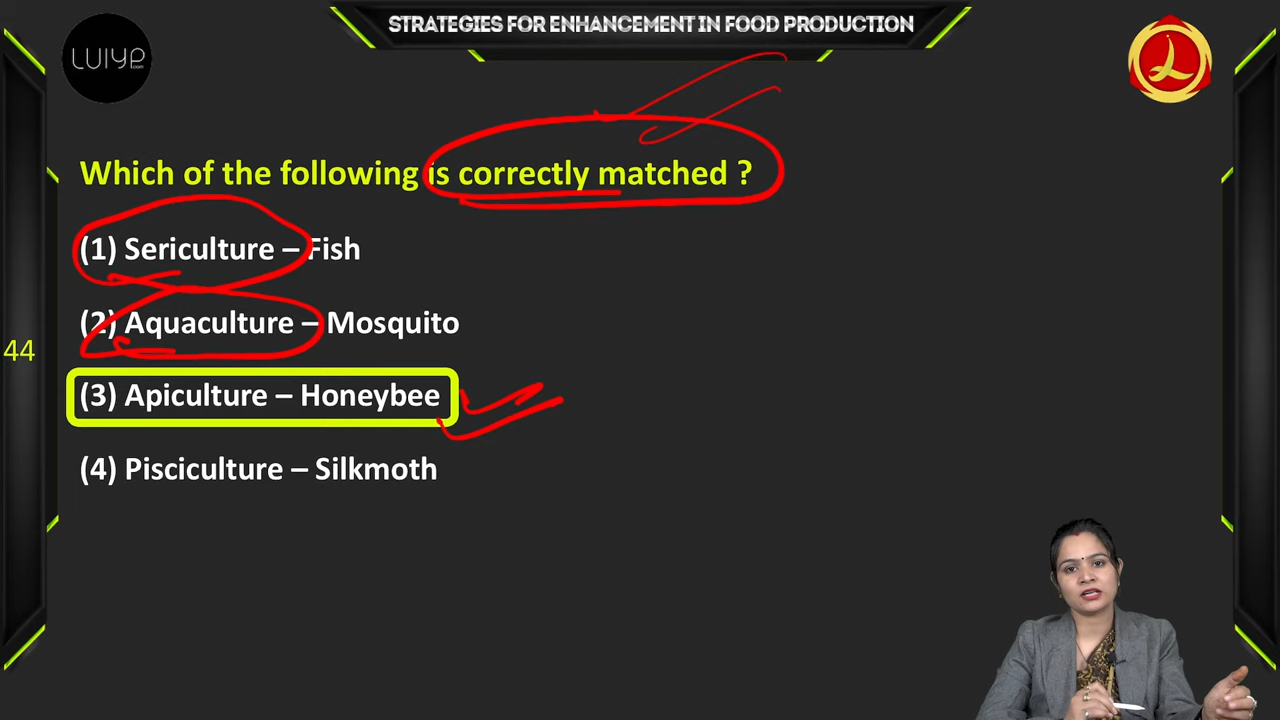 STRATEGIES FOR ENHANCEMENT IN FOOD PRODUCTION
LUIYP
.com
L
Which of the following is correctly matched ?
(1) Sericulture – Fish
(2) Aquaculture – Mosquito
44
(3) Apiculture – Honeybee
(4) Pisciculture – Silkmoth